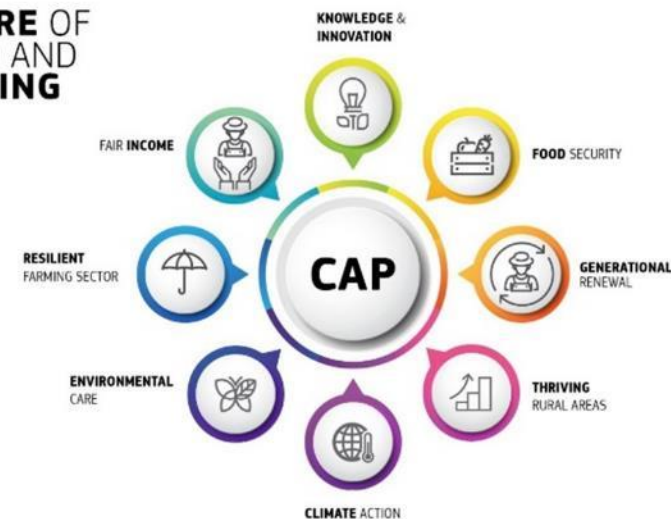 RE OF
AND
ING
KNOWLEDGE &
INNOVATION
FAIR INCOME
FOOD SECURITY
RESILIENT
FARMING SECTOR
CAP
GENERATIONAL
RENEWAL
ENVIRONMENTAL
CARE
THRIVING
RURAL AREAS
CLIMATE ACTION